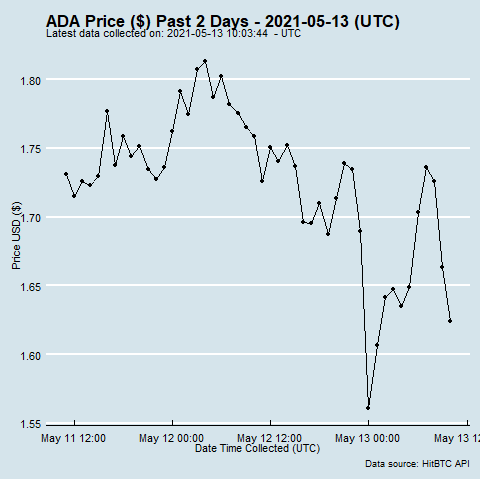 ADA Price ($) Past 2 Days - 2021-05-13 (UTC)
Latest data collected on: 2021-05-13 10:03:44 - UTC
1.80
1.75
1.70
1.65
1.60
1.55
Price USD ($)
May 11 12:00 May 12 00:00 May 12 12:00 May 13 00:00 May 13 12
Date Time Collected (UTC)
Data source: HitBTC API